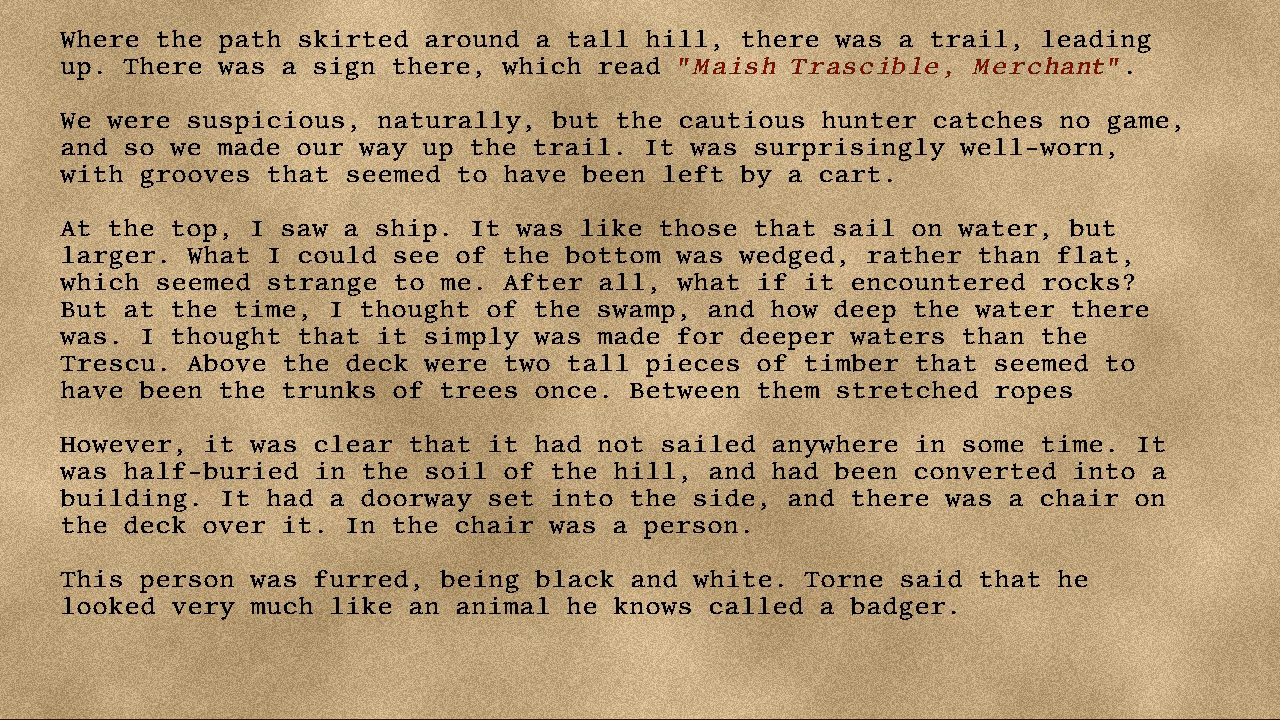 Where the path skirted around a tall hill, there was a trail, leading
up. There was a sign there, which read "Maish Trascible, Merchant".
We were suspicious, naturally, but the cautious hunter catches no game,
and so we made our way up the trail. It was surprisingly well-worn,
with grooves that seemed to have been left by a cart.
At the top, I saw a ship. It was like those that sail on water, but
larger. What I could see of the bottom was wedged, rather than flat,
which seemed strange to me. After all, what if it encountered rocks?
But at the time, I thought of the swamp, and how deep the water there
was. I thought that it simply was made for deeper waters than the
Trescu. Above the deck were two tall pieces of timber that seemed to
have been the trunks of trees once. Between them stretched ropes
However, it was clear that it had not sailed anywhere in some time. It
was half-buried in the soil of the hill, and had been converted into a
building. It had a doorway set into the side, and there was a chair on
the deck over it. In the chair was a person.
This person was furred, being black and white. Torne said that he
looked very much like an animal he knows called a badger.